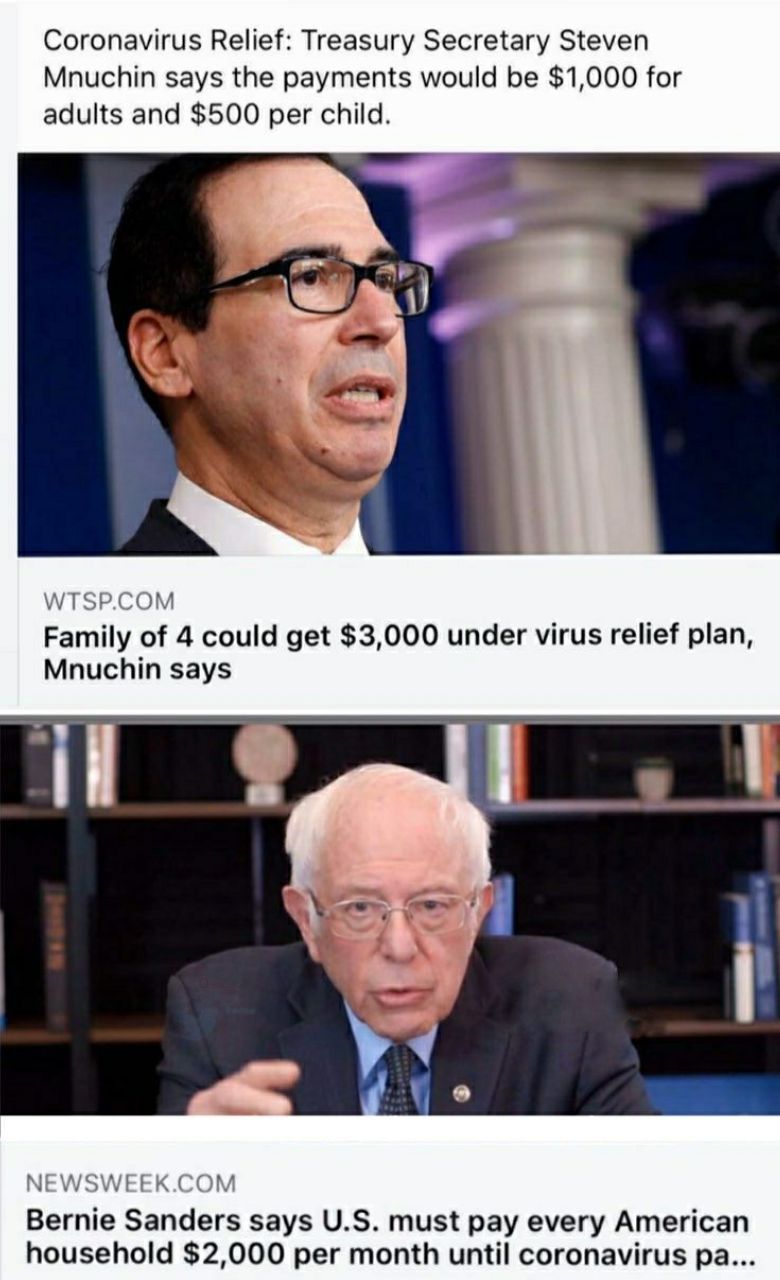 Coronavirus Relief: Treasury Secretary Steven
Mnuchin says the payments would be $1,000 for
adults and $500 per child.
WTSP.COM
Family of 4 could get $3,000 under virus relief plan,
Mnuchin says
NEWSWEEK.COM
Bernie Sanders says U.S. must pay every American
household $2,000 per month until coronavirus pa...